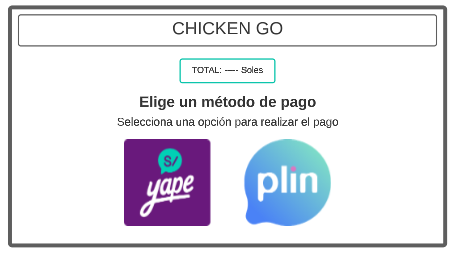 CHICKEN GO
TOTAL: ---- Soles
Elige un método de pago
Selecciona una opción para realizar el pago
S/
yape
plin